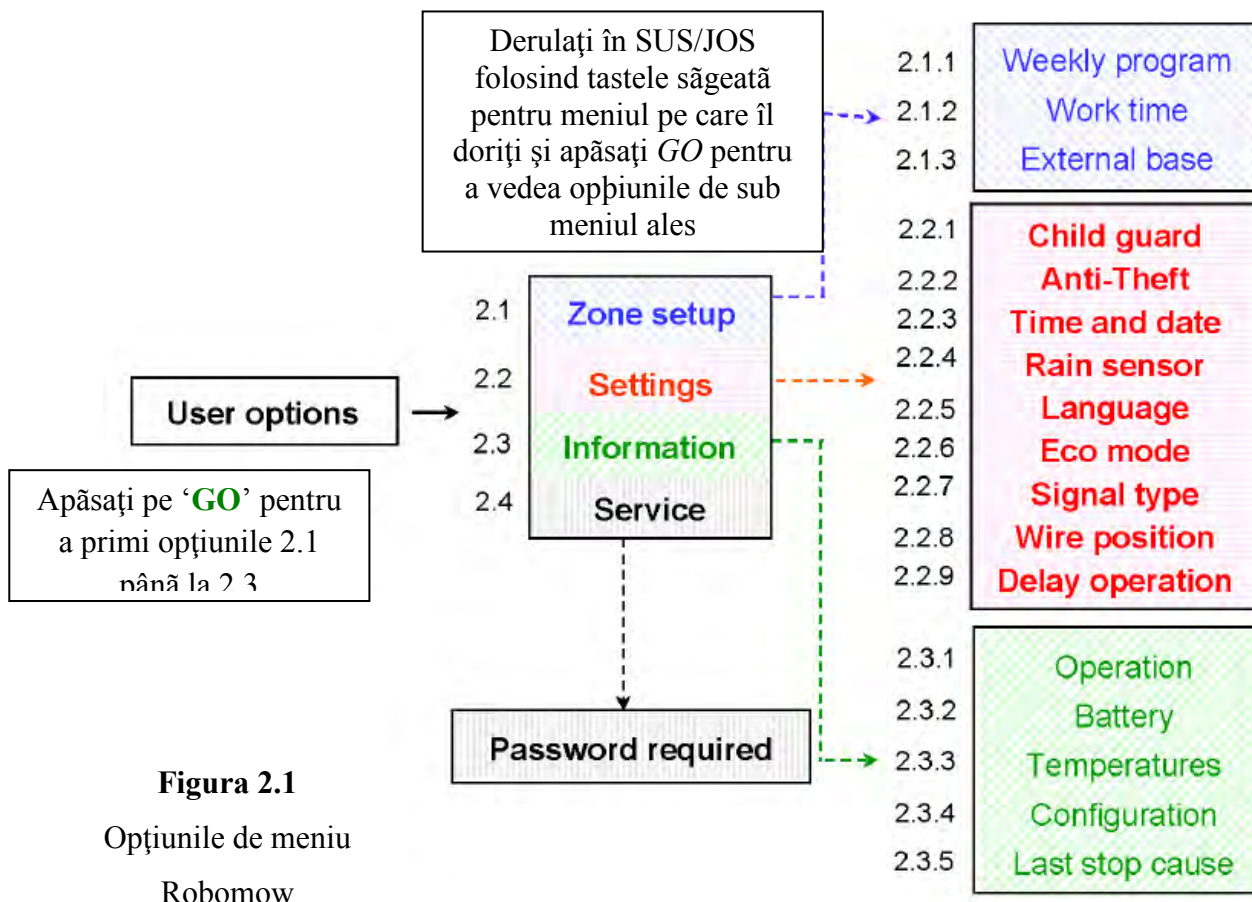 Derulaţi în SUS/JOS
folosind tastele sãgeatã
pentru meniul pe care îl
doriţi şi apãsaţi GO pentru
a vedea opþiunile de sub
meniul ales
2.1.1 Weekly program
2.1.2 Work time
2.1.3 External base
2.2.1 Child guard
2.2.2 Anti-Theft
2.2.3 Time and date
2.2.4 Rain sensor
2.2.5 Language
2.2.6 Eco mode
2.2.7 Signal type
2.2.8 Wire position
2.2.9 Delay operation
2.1 Zone setup
2.2 Settings
2.3 Information
2.4 Service
User options
Apãsaţi pe ‘GO’ pentru
a primi opţiunile 2.1
pânã la 2.3
Password required
2.3.1 Operation
2.3.2 Battery
2.3.3 Temperatures
2.3.4 Configuration
2.3.5 Last stop cause
Figura 2.1
Opţiunile de meniu
Robomow